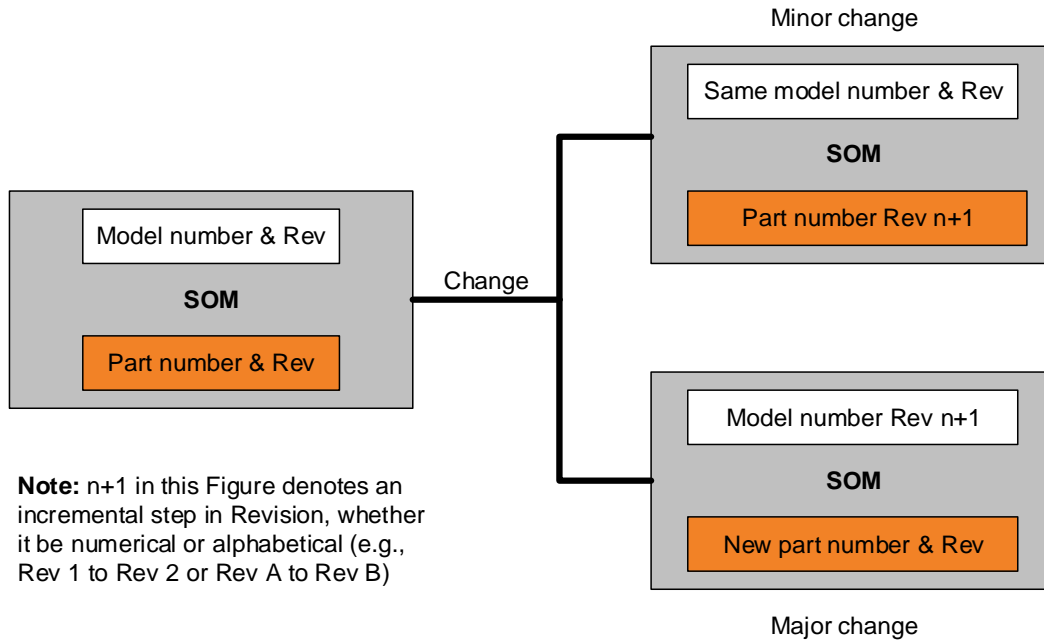 Minor change
Same model number & Rev
SOM
Part number Rev n+1
Model number & Rev
SOM
Part number & Rev
Change
Model number Rev n+1
SOM
New part number & Rev
Major change
Note: n+1 in this Figure denotes an
incremental step in Revision, whether
it be numerical or alphabetical (e.g.,
Rev 1 to Rev 2 or Rev A to Rev B)